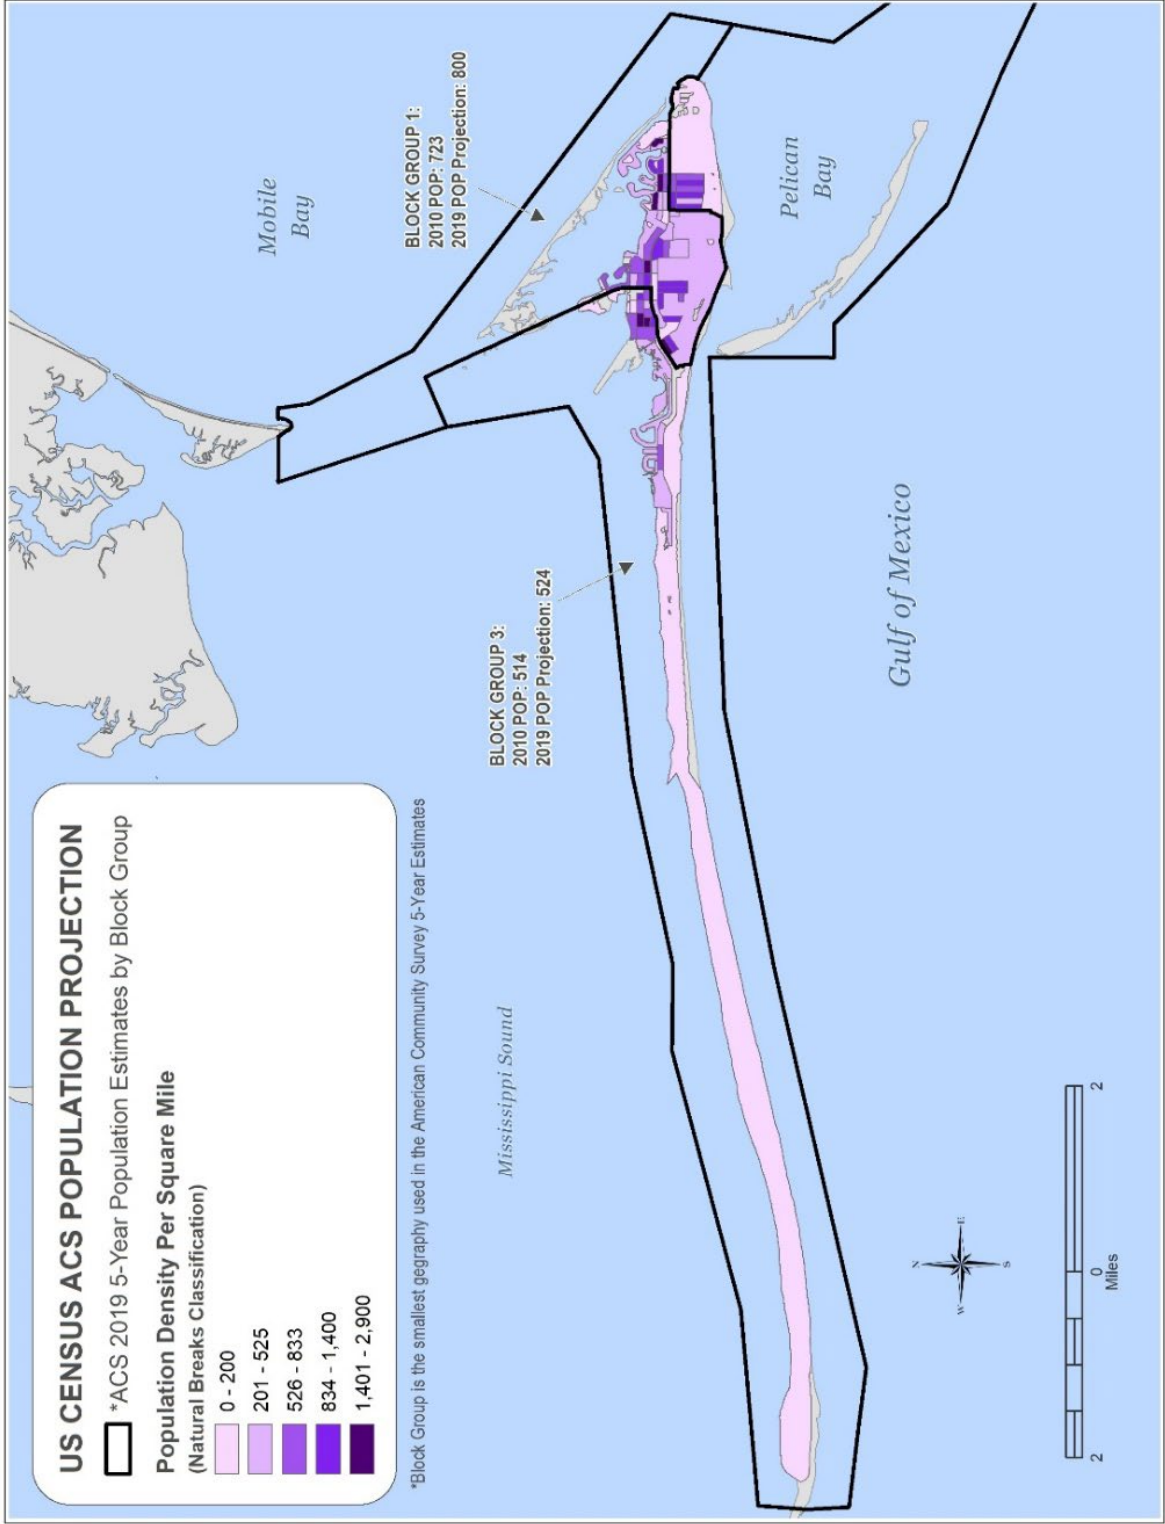 US CENSUS ACS POPULATION PROJECTION
*ACS 2019 5-Year Population Estimates by Block Group
Population Density Per Square Mile
(Natural Breaks Classification)
0 - 200
201 - 525
526 - 833
834 - 1,400
1,401 - 2,900
*Block Group is the smallest gegraphy used in the American Community Survey 5-Year Estimates
Mobile
Bay
BLOCK GROUP 1:
2010 POP: 723
2019 POP Projection: 800
BLOCK GROUP 3:
2010 POP: 514
2019 POP Projection: 524
Mississippi Sound
Pelican
Bay
Gulf of Mexico
N
W
E
S
2
0
2
Miles